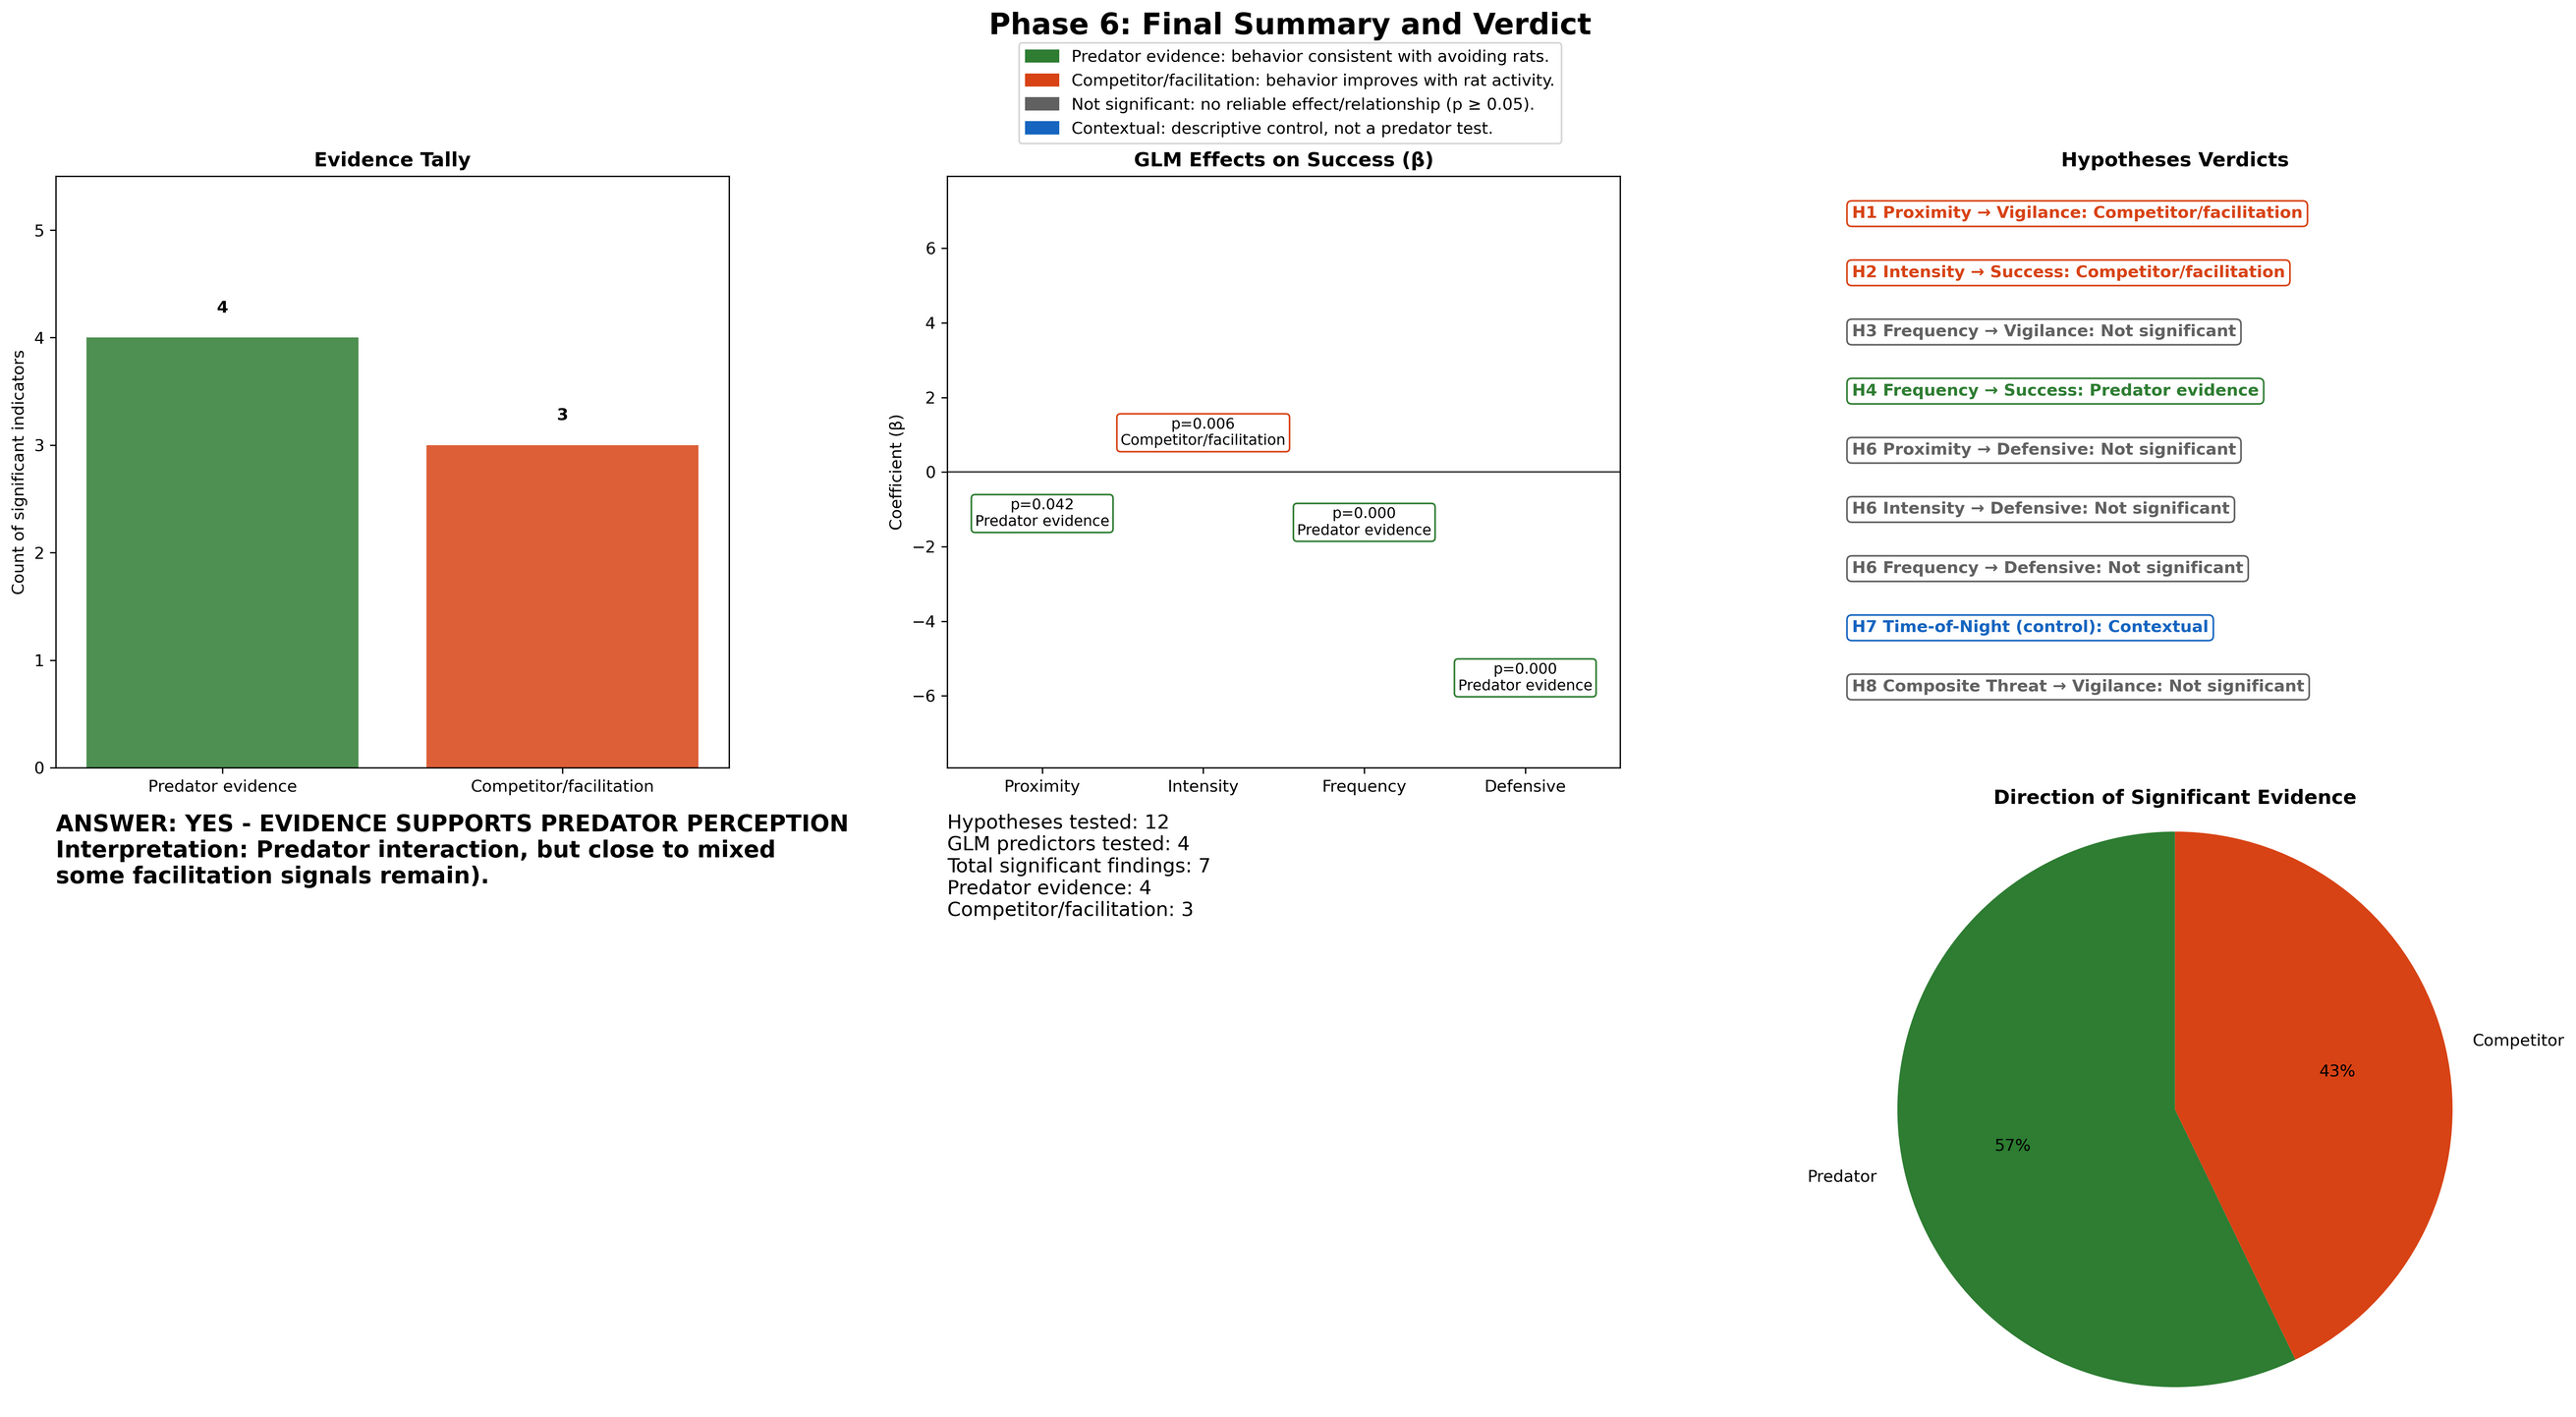 Phase 6: Final Summary and Verdict
Predator evidence: behavior consistent with avoiding rats.
Competitor/facilitation: behavior improves with rat activity.
Not significant: no reliable effect/relationship (p ≥ 0.05).
Contextual: descriptive control, not a predator test.
Evidence Tally
Count of significant indicators
5
4
3
2
1
0
4
3
Predator evidence
Competitor/facilitation
ANSWER: YES - EVIDENCE SUPPORTS PREDATOR PERCEPTION
Interpretation: Predator interaction, but close to mixed
some facilitation signals remain).
GLM Effects on Success (β)
Coefficient (β)
6
4
2
0
−2
−4
−6
p=0.042
Predator evidence
p=0.006
Competitor/facilitation
p=0.000
Predator evidence
p=0.000
Predator evidence
Proximity
Intensity
Frequency
Defensive
Hypotheses tested: 12
GLM predictors tested: 4
Total significant findings: 7
Predator evidence: 4
Competitor/facilitation: 3
Hypotheses Verdicts
H1 Proximity → Vigilance: Competitor/facilitation
H2 Intensity → Success: Competitor/facilitation
H3 Frequency → Vigilance: Not significant
H4 Frequency → Success: Predator evidence
H6 Proximity → Defensive: Not significant
H6 Intensity → Defensive: Not significant
H6 Frequency → Defensive: Not significant
H7 Time-of-Night (control): Contextual
H8 Composite Threat → Vigilance: Not significant
Direction of Significant Evidence
Competitor
43%
57%
Predator